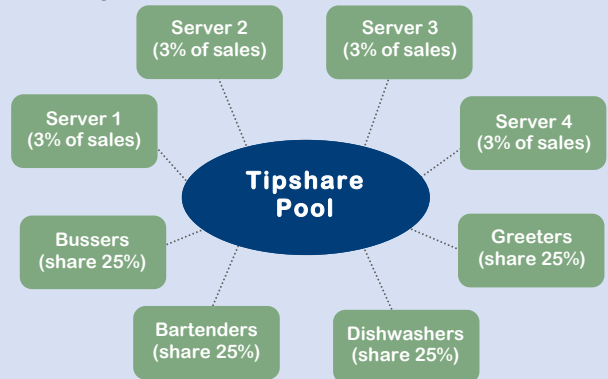 Server 2
(3% of sales)
Server 3
(3% of sales)
Server 1
(3% of sales)
Server 4
(3% of sales)
Tipshare
Pool
Bussers
(share 25%)
Greeters
(share 25%)
Bartenders
(share 25%)
Dishwashers
(share 25%)